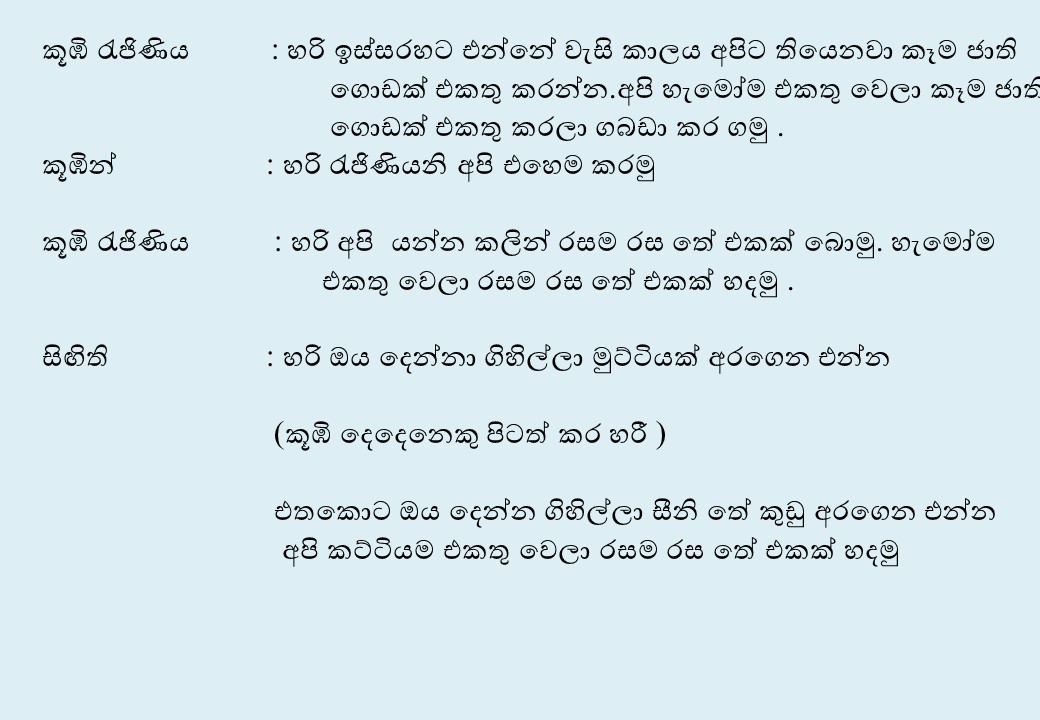 කූඹි රැජිණිය : හරි ඉස්සරහට එන්නේ වැසි කාලය අපිට තියෙනවා කෑම ජාති
ගොඩක් එකතු කරන්න.අපි හැමෝම එකතු වෙලා කෑම ජාති
ගොඩක් එකතු කරලා ගබඩා කර ගමු .
කූඹින් : හරි රැජිණියනි අපි එහෙම කරමු
කූඹි රැජිණිය : හරි අපි යන්න කලින් රසම රස තේ එකක් බොමු. හැමෝම
එකතු වෙලා රසම රස තේ එකක් හදමු .
සිඟිති : හරි ඔය දෙන්නා ගිහිල්ලා මුට්ටියක් අරගෙන එන්න
(කූඹි දෙදෙනෙකු පිටත් කර හරී )
එතකොට ඔය දෙන්න ගිහිල්ලා සීනි තේ කුඩු අරගෙන එන්න
අපි කට්ටියම එකතු වෙලා රසම රස තේ එකක් හදමු